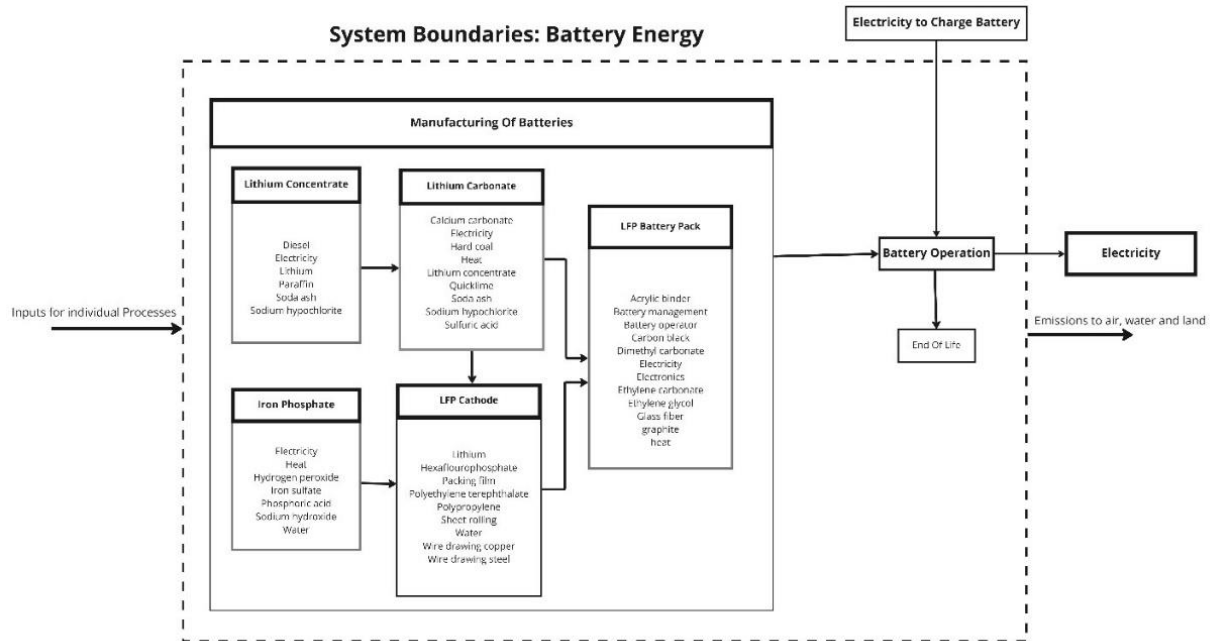 Electricity to Charge Battery
System Boundaries: Battery Energy
Manufacturing Of Batteries
Lithium Concentrate
Diesel
Electricity
Lithium
Paraffin
Soda ash
Sodium hypochlorite
Lithium Carbonate
Calcium carbonate
Electricity
Hard coal
Heat
Lithium concentrate
Quicklime
Soda ash
Sodium hypochlorite
Sulfuric acid
LFP Battery Pack
Acrylic binder
Battery management
Battery operator
Carbon black
Dimethyl carbonate
Electricity
Electronics
Ethylene carbonate
Ethylene glycol
Glass fiber
graphite
heat
Iron Phosphate
Electricity
Heat
Hydrogen peroxide
Iron sulfate
Phosphoric acid
Sodium hydroxide
Water
LFP Cathode
Lithium
Hexaflourophosphate
Packing film
Polyethylene terephthalate
Polypropylene
Sheet rolling
Water
Wire drawing copper
Wire drawing steel
Battery Operation
Electricity
End Of Life
Inputs for individual Processes
Emissions to air, water and land